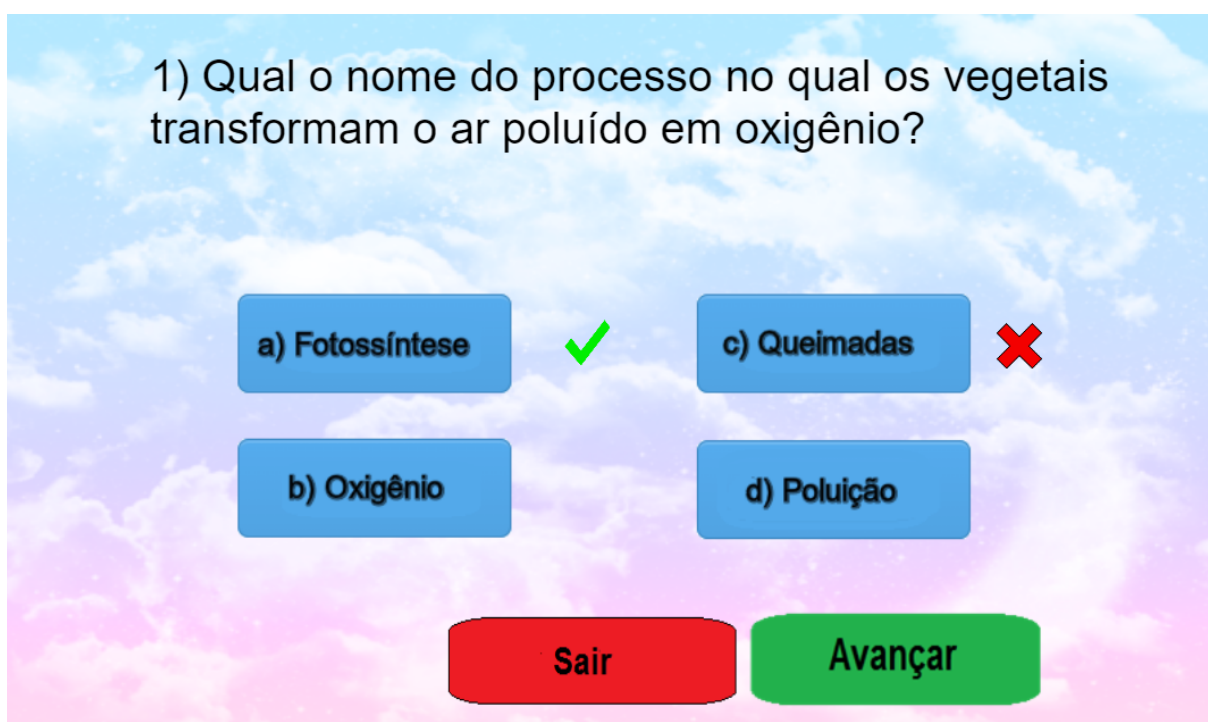 1) Qual o nome do processo no qual os vegetais
transformam o ar poluído em oxigênio?
a) Fotossíntese
c) Queimadas
b) Oxigênio
d) Poluição
Sair
Avançar